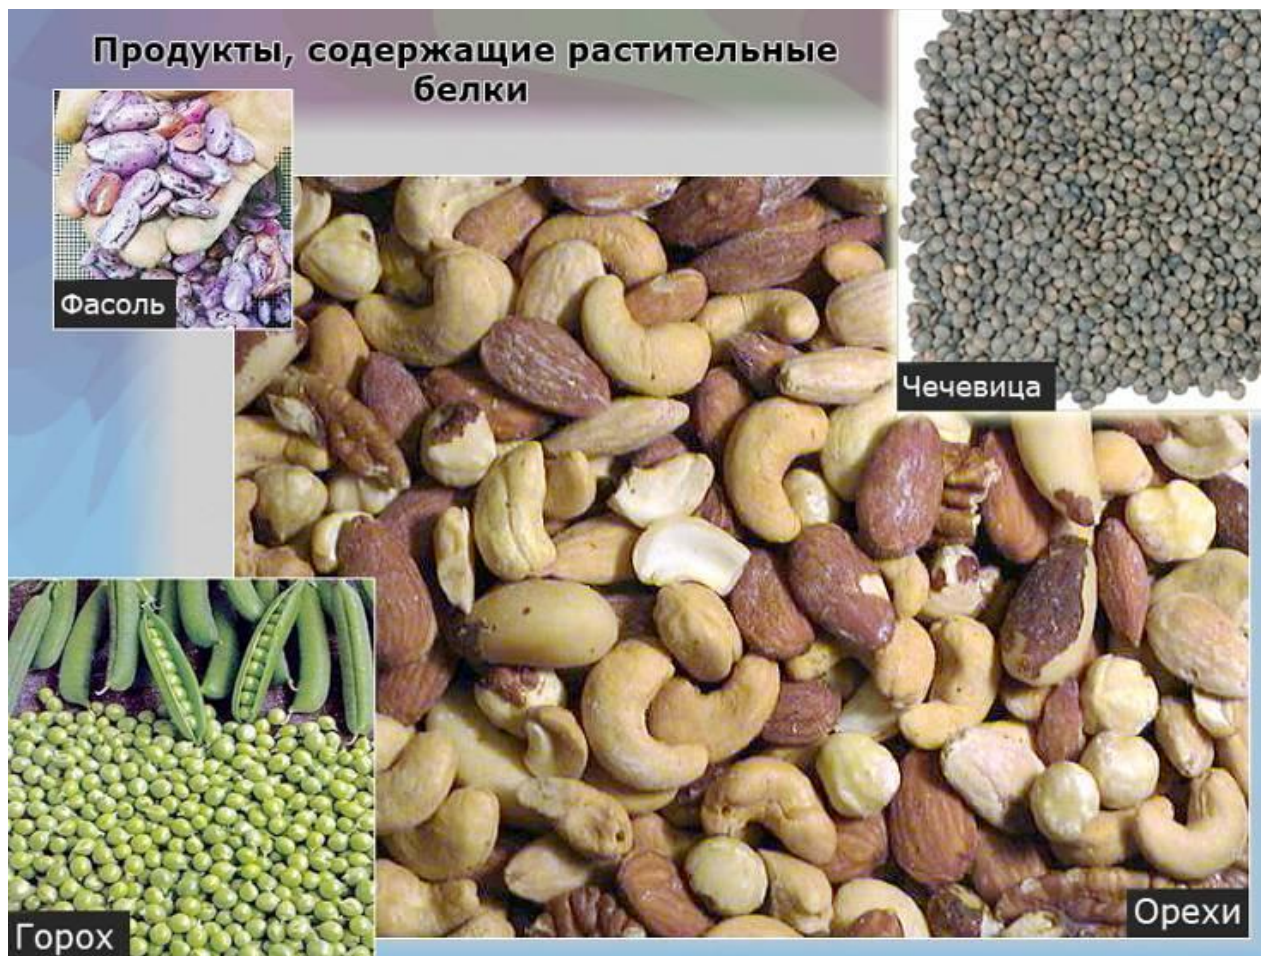 Продукты, содержащие растительные
белки
Фасоль
Чечевица
Горох
Орехи